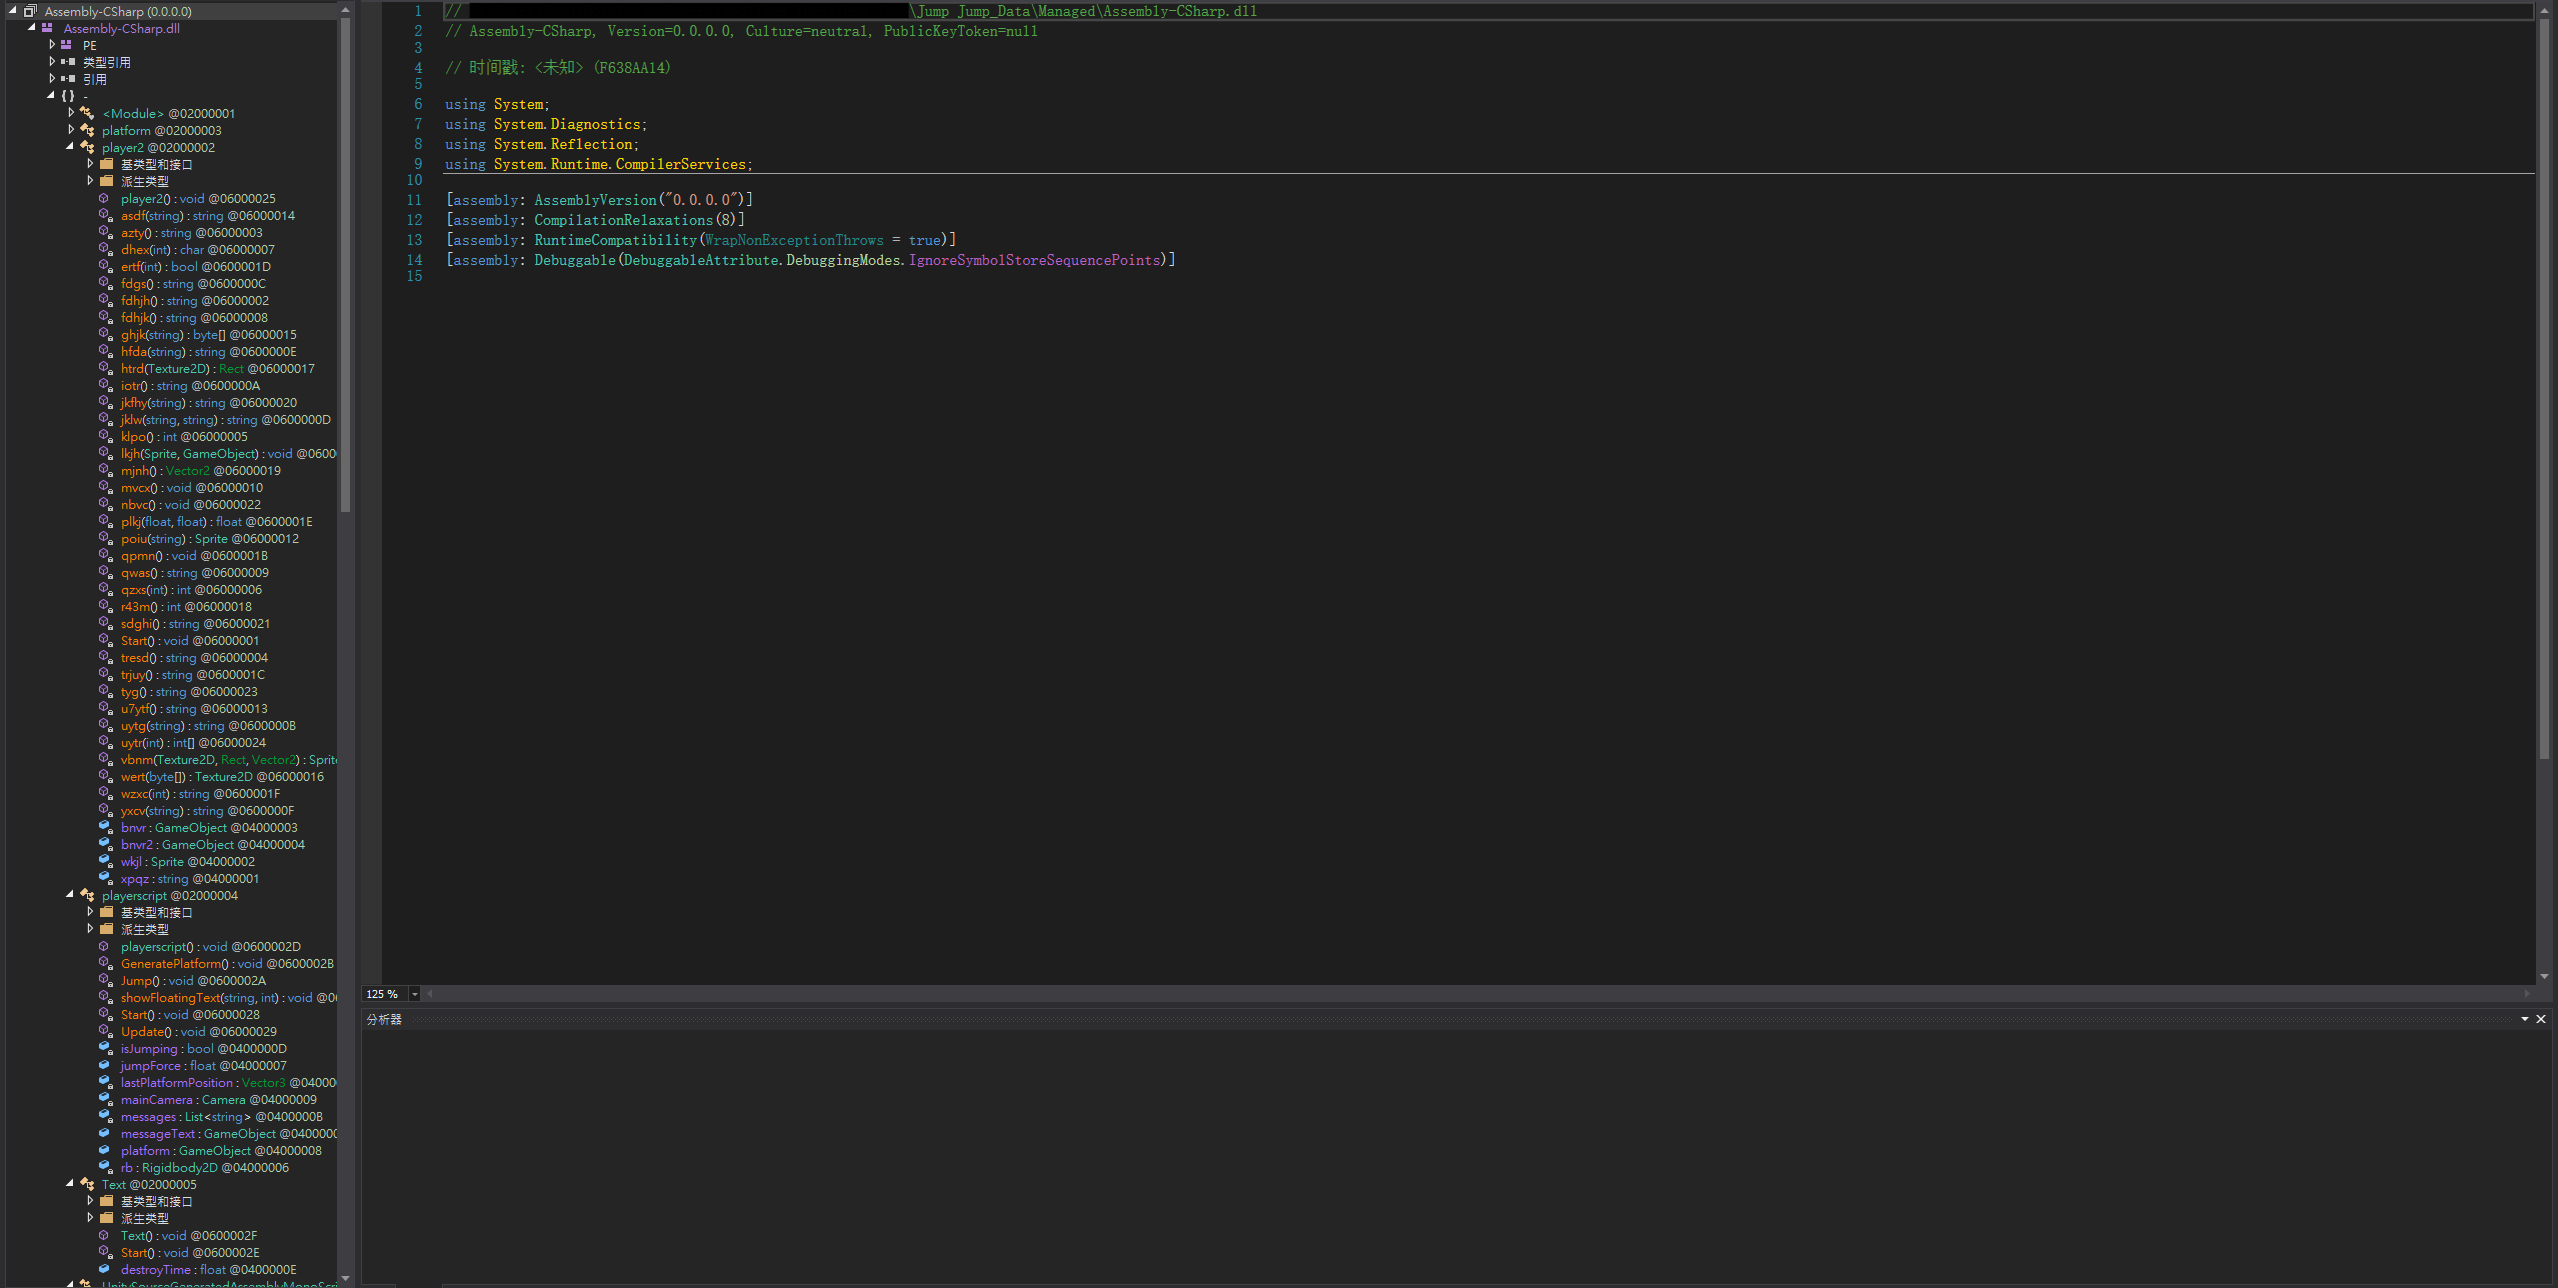 Assembly-CSharp (0.0.0.0)
Assembly-CSharp.dll
PE
类型引用
引用
{} -
<Module> @02000001
platform @02000003
player2 @02000002
基类型和接口
派生类型
player2() : void @06000025
asdf(string) : string @06000014
azty() : string @06000003
dhex(int) : char @06000007
ertf(int) : bool @0600001D
fdgs() : string @0600000C
fdhjh() : string @06000002
fdhjk() : string @06000008
ghjk(string) : byte[] @06000015
hfda(string) : string @0600000E
htrd(Texture2D) : Rect @06000017
iotr() : string @0600000A
jkfhy(string) : string @06000020
jklw(string, string) : string @0600000D
klpo() : int @06000005
lkjh(Sprite, GameObject) : void @0600
mjnh() : Vector2 @06000019
mvcx() : void @06000010
nbvc() : void @06000022
plkj(float, float) : float @0600001E
poiu(string) : Sprite @06000012
qpmn() : void @0600001B
qwas() : string @06000009
qzxs(int) : int @06000006
r43m() : int @06000018
sdghi() : string @06000021
Start() : void @06000001
tresd() : string @06000004
trjuy() : string @0600001C
tyg() : string @06000023
u7ytf() : string @06000013
uytg(string) : string @0600000B
uytr(int) : int[] @06000024
vbnm(Texture2D, Rect, Vector2) : Sprite
wert(byte[]) : Texture2D @06000016
wzxc(int) : string @0600001F
yxcv(string) : string @0600000F
bnvr : GameObject @04000003
bnvr2 : GameObject @04000004
wkjl : Sprite @04000002
xpqz : string @04000001
playerscript @02000004
基类型和接口
派生类型
playerscript() : void @0600002D
GeneratePlatform() : void @0600002B
Jump() : void @0600002A
showFloatingText(string, int) : void @0
Start() : void @06000028
Update() : void @06000029
isJumping : bool @0400000D
jumpForce : float @04000007
lastPlatformPosition : Vector3 @04000
mainCamera : Camera @04000009
messages : List<string> @0400000B
messageText : GameObject @0400000
platform : GameObject @04000008
rb : Rigidbody2D @04000006
Text @02000005
基类型和接口
派生类型
Text() : void @0600002F
Start() : void @0600002E
destroyTime : float @0400000E
UnitySourceGeneratedAssemblyMonoScri
1 // \Jump Jump_Data\Managed\Assembly-CSharp.dll
2 // Assembly-CSharp, Version=0.0.0.0, Culture=neutral, PublicKeyToken=null
3
4 // 时间戳: <未知> (F638AA14)
5
6 using System;
7 using System.Diagnostics;
8 using System.Reflection;
9 using System.Runtime.CompilerServices;
10
11 [assembly: AssemblyVersion("0.0.0.0")]
12 [assembly: CompilationRelaxations(8)]
13 [assembly: RuntimeCompatibility(WrapNonExceptionThrows = true)]
14 [assembly: Debuggable(DebuggableAttribute.DebuggingModes.IgnoreSymbolStoreSequencePoints)]
15
125 %
分析器